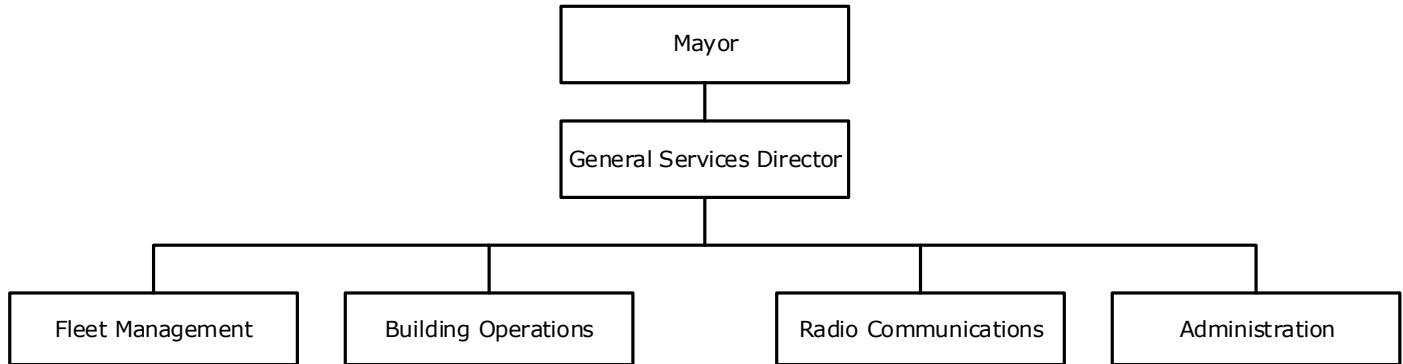 Mayor
General Services Director
Fleet Management
Building Operations
Radio Communications
Administration